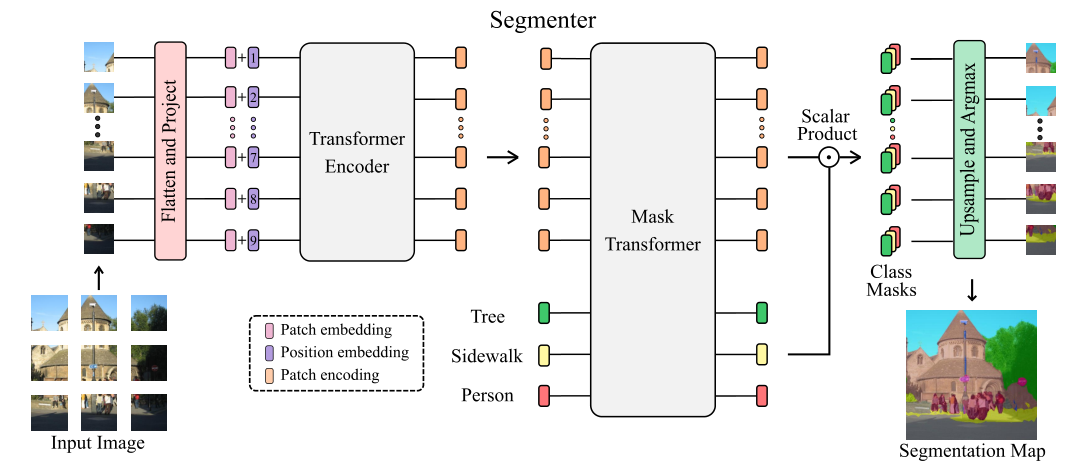 Segmenter
Flatten and Project
+ 1
+ 2
+ 7
+ 8
+ 9
Transformer
Encoder
Mask
Transformer
Scalar
Product
Upsample and Argmax
Class
Masks
Tree
Sidewalk
Person
Patch embedding
Position embedding
Patch encoding
Input Image
Segmentation Map